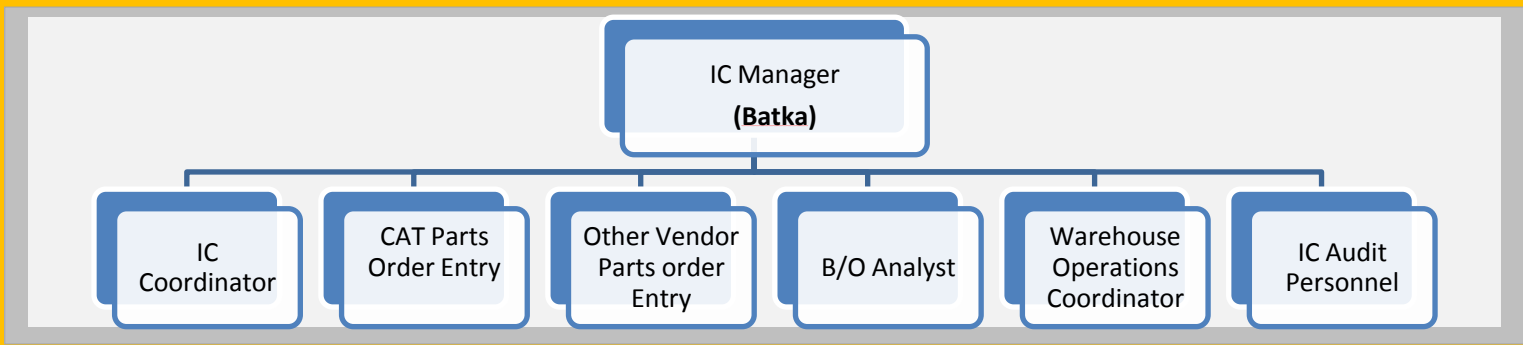 IC Manager
(Batka)
IC
Coordinator
CAT Parts
Order Entry
Other Vendor
Parts order
Entry
B/O Analyst
Warehouse
Operations
Coordinator
IC Audit
Personnel